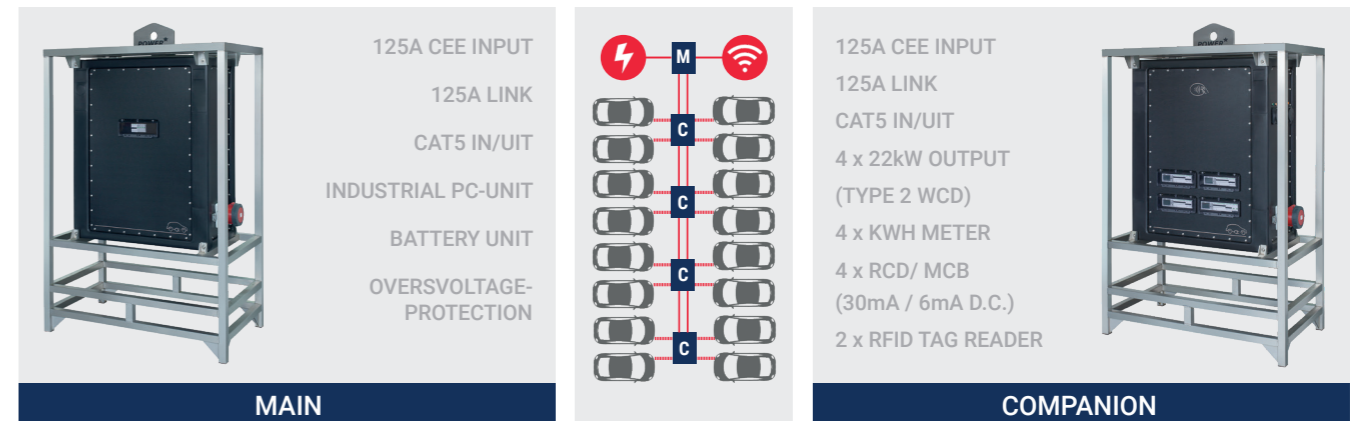 POWER
125A CEE INPUT
125A LINK
CAT5 IN/UIT
INDUSTRIAL PC-UNIT
BATTERY UNIT
OVERSVOLTAGE-
PROTECTION
MAIN
M
C
C
C
C
125A CEE INPUT
125A LINK
CAT5 IN/UIT
4 x 22kW OUTPUT
(TYPE 2 WCD)
4 x KWH METER
4 x RCD/ MCB
(30mA / 6mA D.C.)
2 x RFID TAG READER
POWER
COMPANION